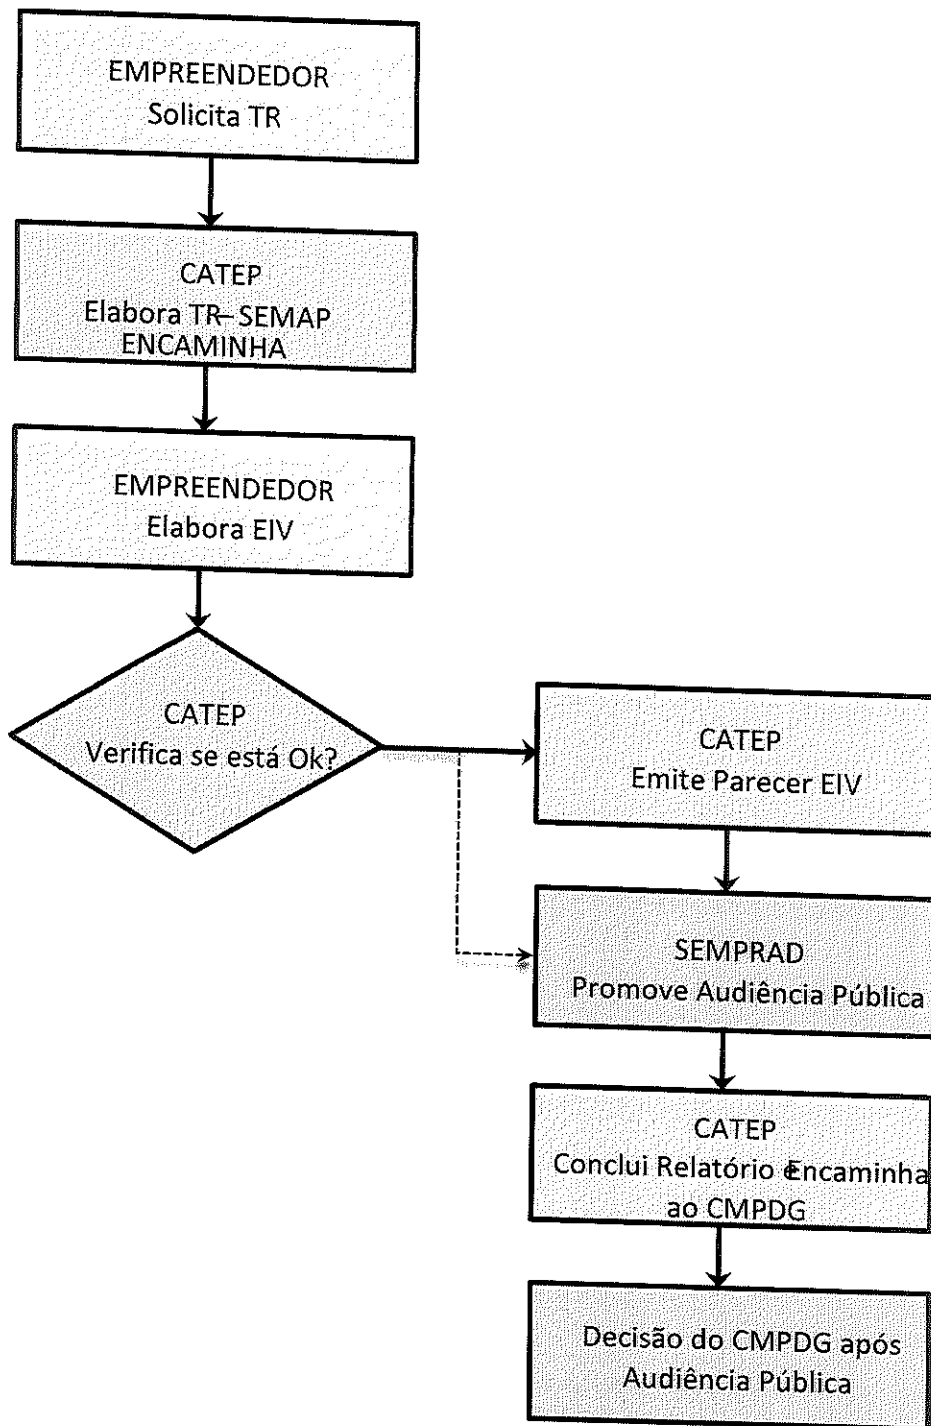 EMPREENDEDOR
Solicita TR
CATEP
Elabora TR– SEMAP
ENCAMINHA
EMPREENDEDOR
Elabora EIV
CATEP
Verifica se está Ok?
CATEP
Emite Parecer EIV
SEMPRAD
Promove Audiência Pública
CATEP
Conclui Relatório e Encaminha
ao CMPDG
Decisão do CMPDG após
Audiência Pública